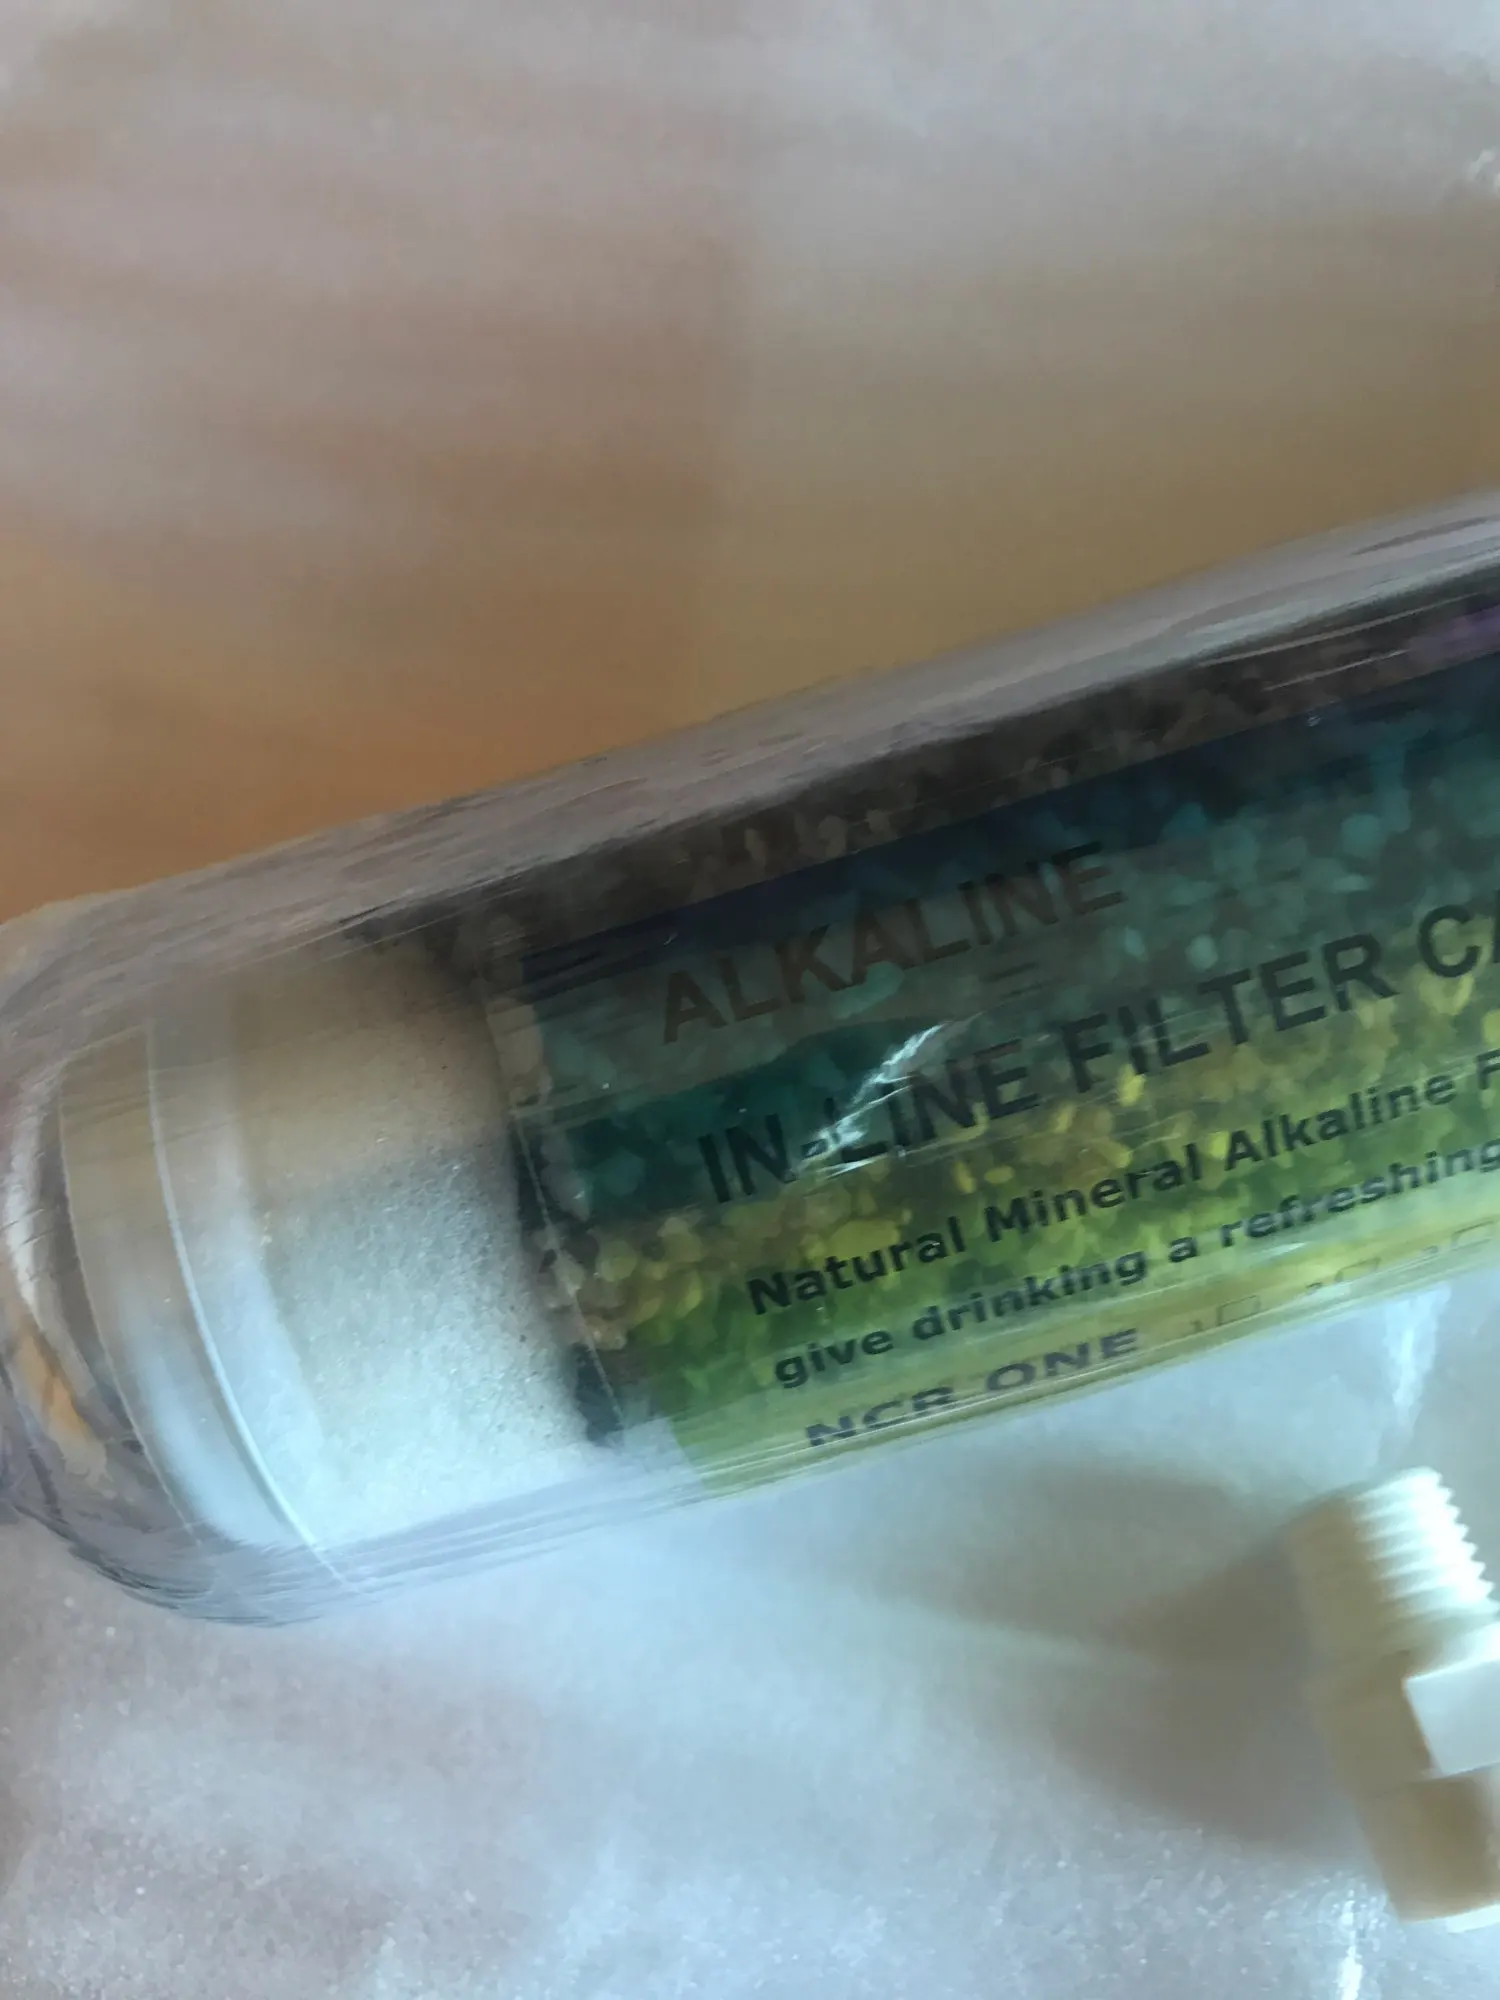 ALKALINE
IN-LINE FILTER CA
Natural Mineral Alkaline F
give drinking a refreshing
NCR ONE